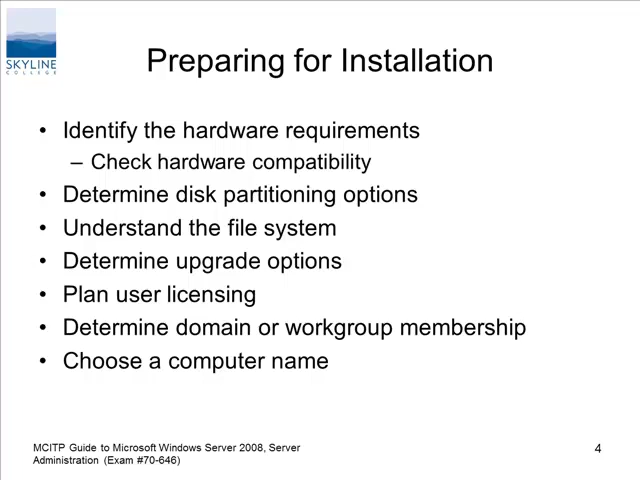 SKYLINE
COLLEGE
Preparing for Installation
• Identify the hardware requirements
– Check hardware compatibility
• Determine disk partitioning options
• Understand the file system
• Determine upgrade options
• Plan user licensing
• Determine domain or workgroup membership
• Choose a computer name
MCITP Guide to Microsoft Windows Server 2008, Server
Administration (Exam #70-646)
4